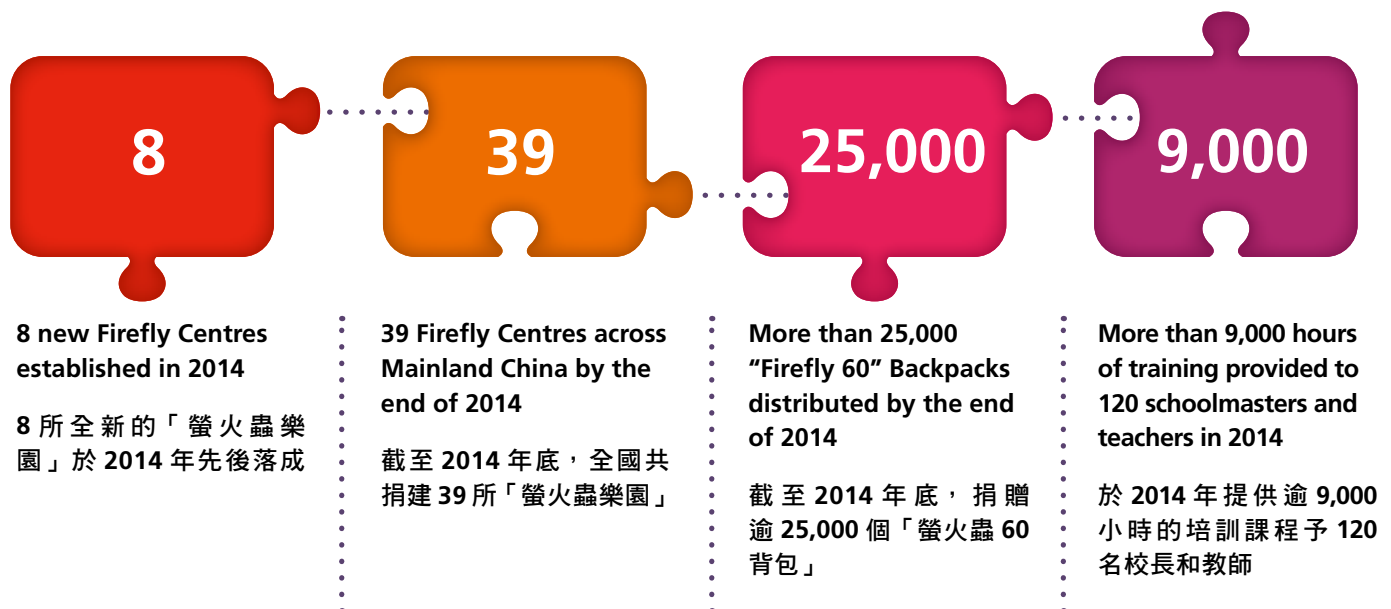 8
39
25,000
9,000
8 new Firefly Centres
established in 2014
8 所全新的「螢火蟲樂
園」於 2014 年先後落成
39 Firefly Centres across
Mainland China by the
end of 2014
截至 2014 年底，全國共
捐建 39 所「螢火蟲樂園」
More than 25,000
“Firefly 60” Backpacks
distributed by the end
of 2014
截至 2014 年底，捐贈
逾 25,000 個「螢火蟲 60
背包」
More than 9,000 hours
of training provided to
120 schoolmasters and
teachers in 2014
於 2014 年提供逾 9,000
小時的培訓課程予 120
名校長和教師